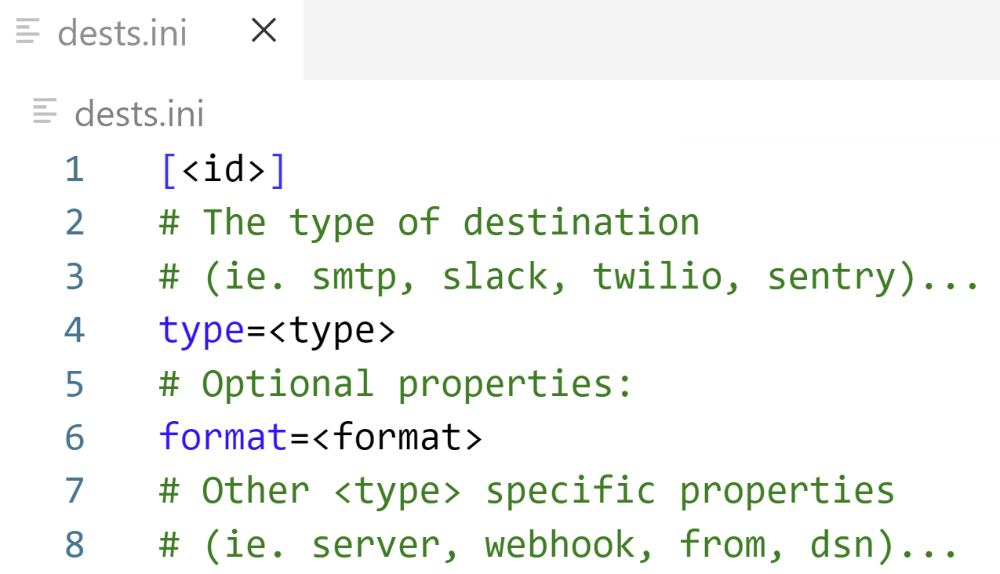 dests.ini
dests.ini
1 [<id>]
2 # The type of destination
3 # (ie. smtp, slack, twilio, sentry)...
4 type=<type>
5 # Optional properties:
6 format=<format>
7 # Other <type> specific properties
8 # (ie. server, webhook, from, dsn)...